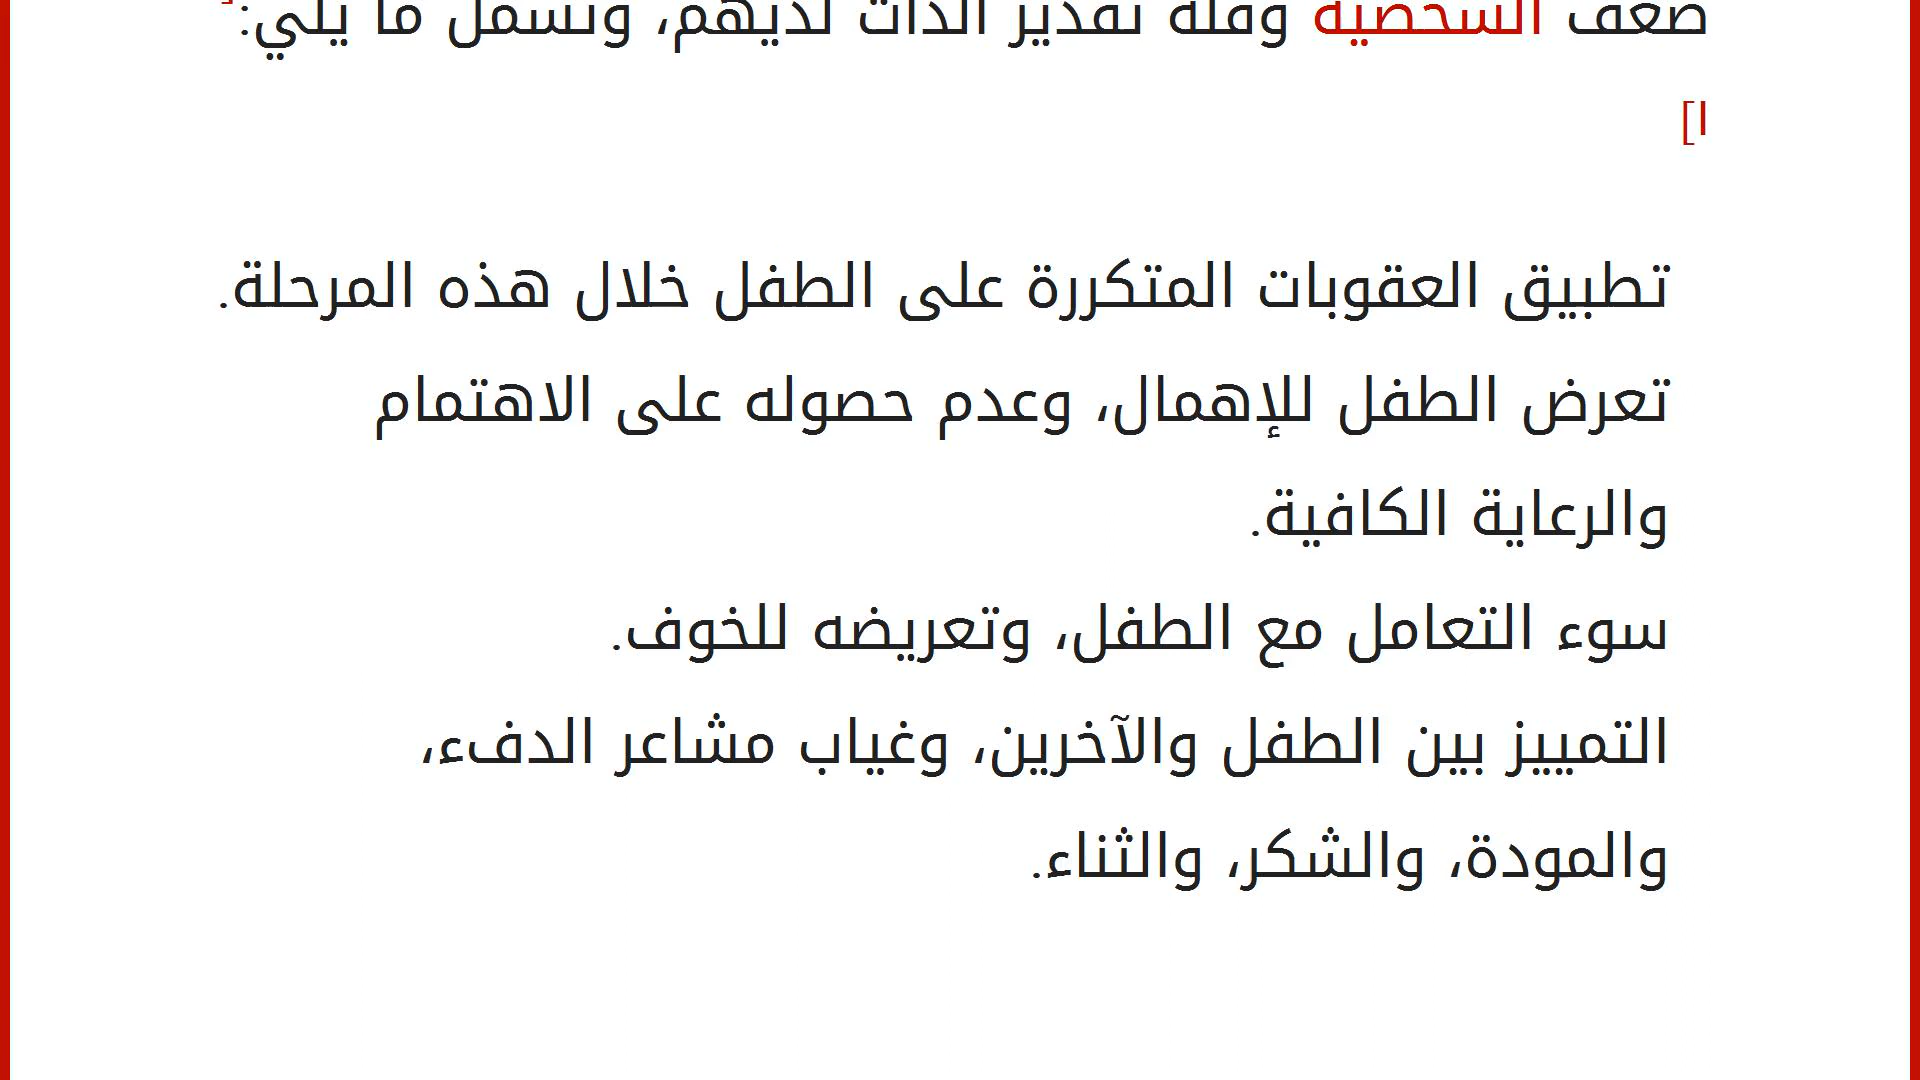 ضعف الشخصية وقلة تقدير الذات لديهم، وتشمل ما يلي:[
١]
تطبيق العقوبات المتكررة على الطفل خلال هذه المرحلة.
تعرض الطفل للإهمال، وعدم حصوله على الاهتمام
والرعاية الكافية.
سوء التعامل مع الطفل، وتعريضه للخوف.
التمييز بين الطفل والآخرين، وغياب مشاعر الدفء،
والمودة، والشكر، والثناء.